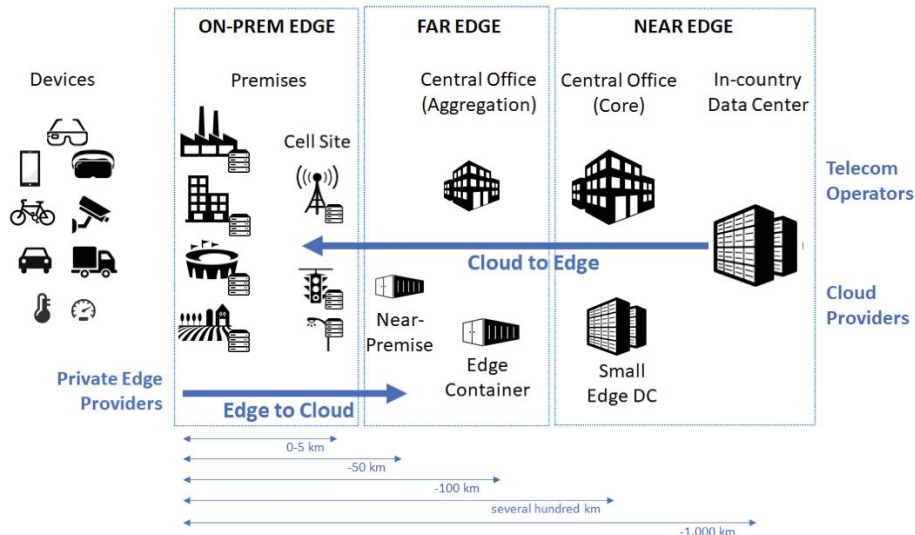 ON-PREM EDGE
FAR EDGE
NEAR EDGE
Devices
Premises
Cell Site
Central Office
(Aggregation)
Central Office
(Core)
In-country
Data Center
Telecom
Operators
Cloud to Edge
Cloud
Providers
Near-
Premise
Edge
Container
Small
Edge DC
Private Edge
Providers
Edge to Cloud
0-5 km
-50 km
-100 km
several hundred km
-1,000 km